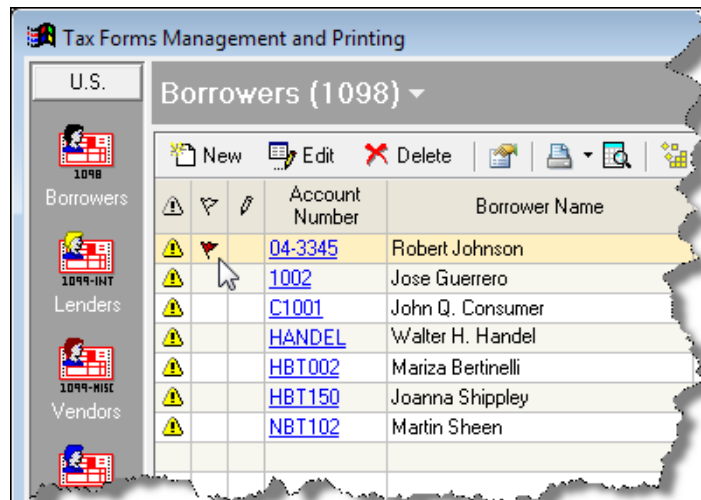 Tax Forms Management and Printing
U.S.
Borrowers (1098)
New Edit Delete
1098
Borrowers
Account Number Borrower Name
04-3345 Robert Johnson
1099-INT
Lenders
1002 Jose Guerrero
C1001 John Q. Consumer
HANDEL Walter H. Handel
1099-MISC
Vendors
HBT002 Mariza Bertinelli
HBT150 Joanna Shippley
NBT102 Martin Sheen